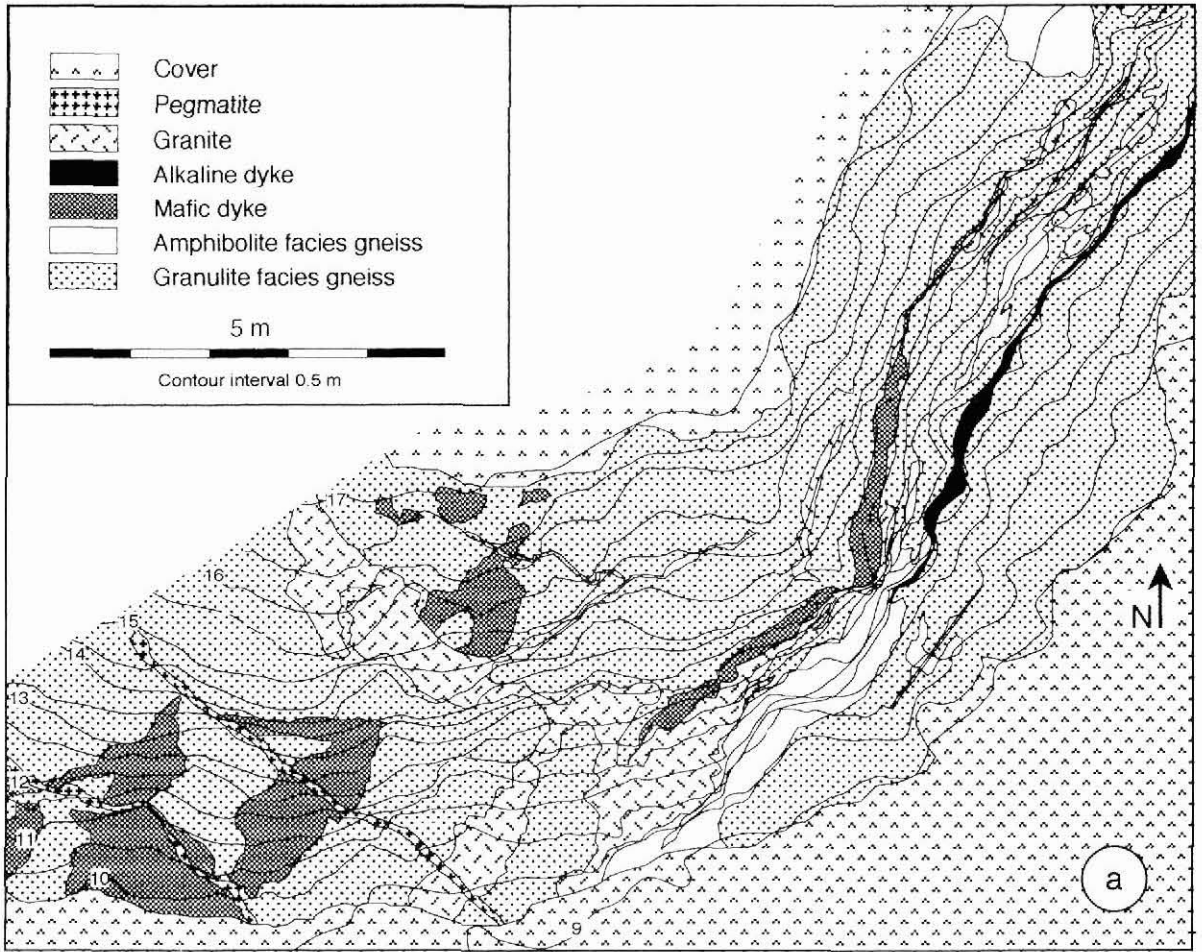 Cover
Pegmatite
Granite
Alkaline dyke
Mafic dyke
Amphibolite facies gneiss
Granulite facies gneiss
5 m
Contour interval 0.5 m
17
16
15
14
13
12
11
10
9
N
a